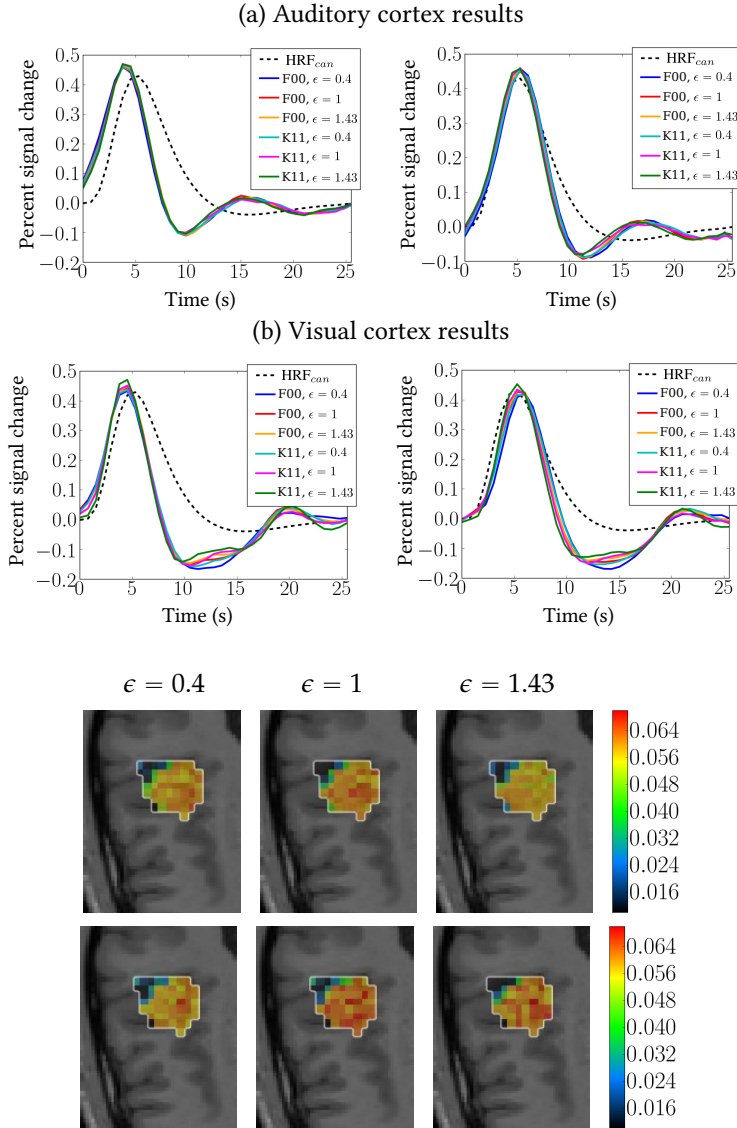 (a) Auditory cortex results
Percent signal change
0.5
0.4
0.3
0.2
0.1
0.0
−0.1
−0.2
0 5 10 15 20 25
Time (s)
HRFcan
F00, ϵ = 0.4
F00, ϵ = 1
F00, ϵ = 1.43
K11, ϵ = 0.4
K11, ϵ = 1
K11, ϵ = 1.43
Percent signal change
0.5
0.4
0.3
0.2
0.1
0.0
−0.1
0 5 10 15 20 25
Time (s)
HRFcan
F00, ϵ = 0.4
F00, ϵ = 1
F00, ϵ = 1.43
K11, ϵ = 0.4
K11, ϵ = 1
K11, ϵ = 1.43
(b) Visual cortex results
Percent signal change
0.5
0.4
0.3
0.2
0.1
0.0
−0.1
−0.2
0 5 10 15 20 25
Time (s)
HRFcan
F00, ϵ = 0.4
F00, ϵ = 1
F00, ϵ = 1.43
K11, ϵ = 0.4
K11, ϵ = 1
K11, ϵ = 1.43
Percent signal change
0.5
0.4
0.3
0.2
0.1
0.0
−0.1
−0.2
0 5 10 15 20 25
Time (s)
HRFcan
F00, ϵ = 0.4
F00, ϵ = 1
F00, ϵ = 1.43
K11, ϵ = 0.4
K11, ϵ = 1
K11, ϵ = 1.43
ϵ = 0.4 ϵ = 1 ϵ = 1.43
0.064
0.056
0.048
0.040
0.032
0.024
0.016
0.064
0.056
0.048
0.040
0.032
0.024
0.016